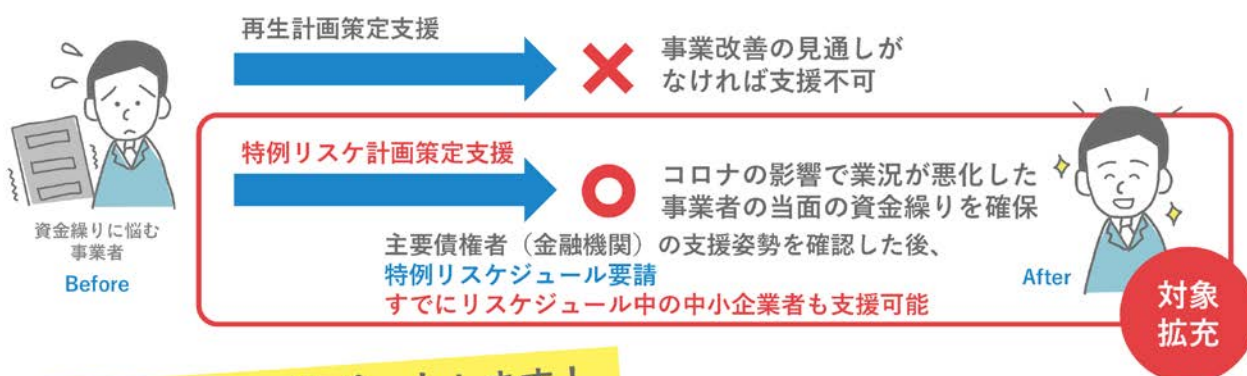 再生計画策定支援
事業改善の見通しが
なければ支援不可
特例リスケ計画策定支援
コロナの影響で業況が悪化した
事業者の当面の資金繰りを確保
資金繰りに悩む
事業者
Before
主要債権者（金融機関）の支援姿勢を確認した後、
特例リスケジュール要請
すでにリスケジュール中の中小企業者も支援可能
After
対象
拡充
します！